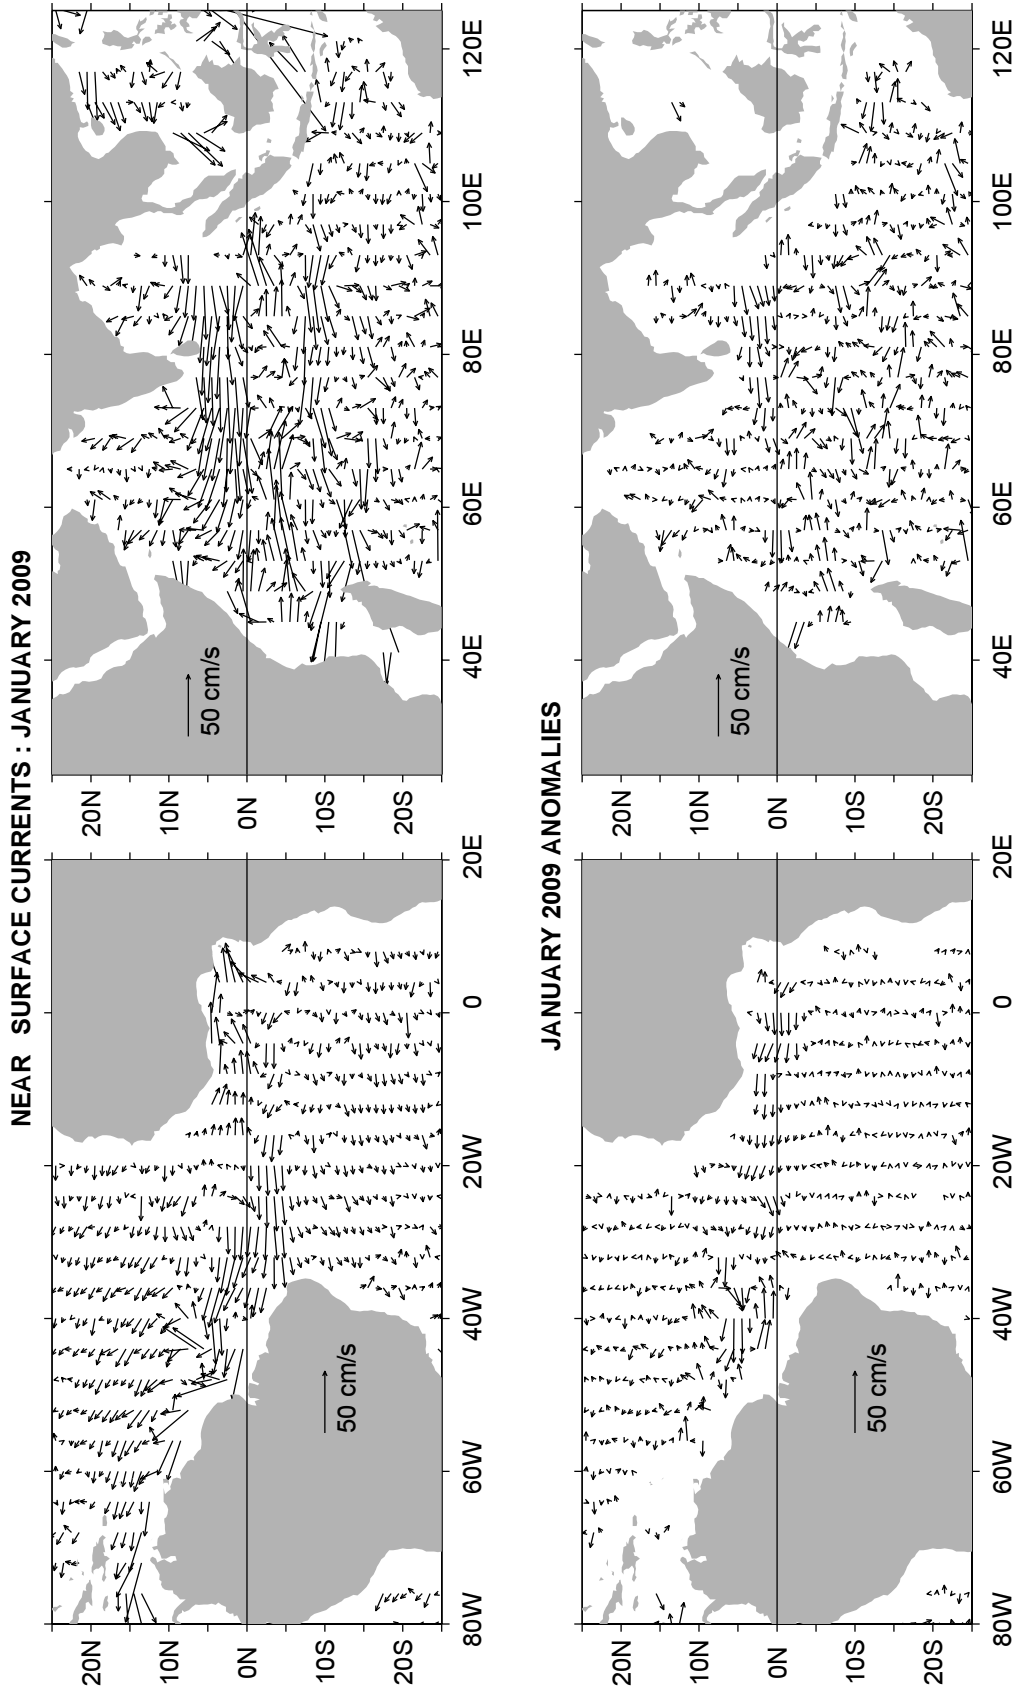 NEAR SURFACE CURRENTS : JANUARY 2009
20N
10N
0N
10S
20S
50 cm/s
80W
60W
40W
20W
0
20E
20N
10N
0N
10S
20S
50 cm/s
40E
60E
80E
100E
120E
JANUARY 2009 ANOMALIES
20N
10N
0N
10S
20S
50 cm/s
80W
60W
40W
20W
0
20E
20N
10N
0N
10S
20S
50 cm/s
40E
60E
80E
100E
120E